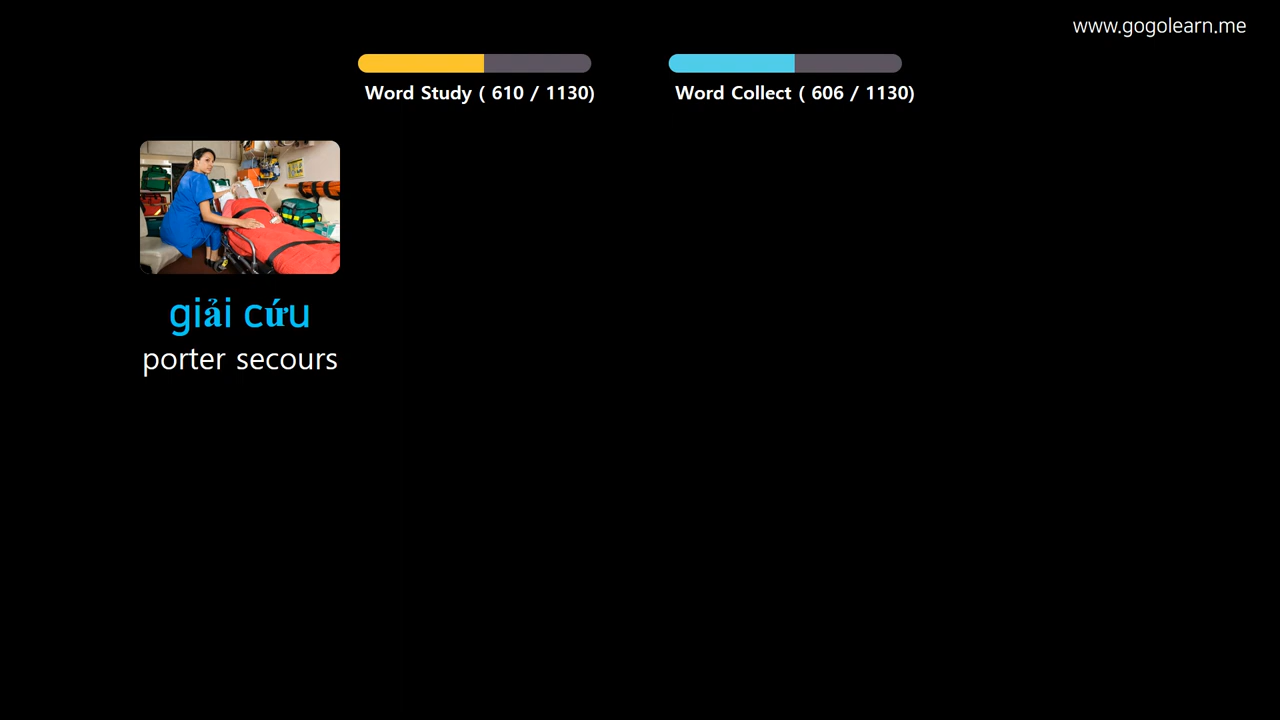 www.gogolearn.me
Word Study ( 610 / 1130)
Word Collect ( 606 / 1130)
giải cứu
porter secours